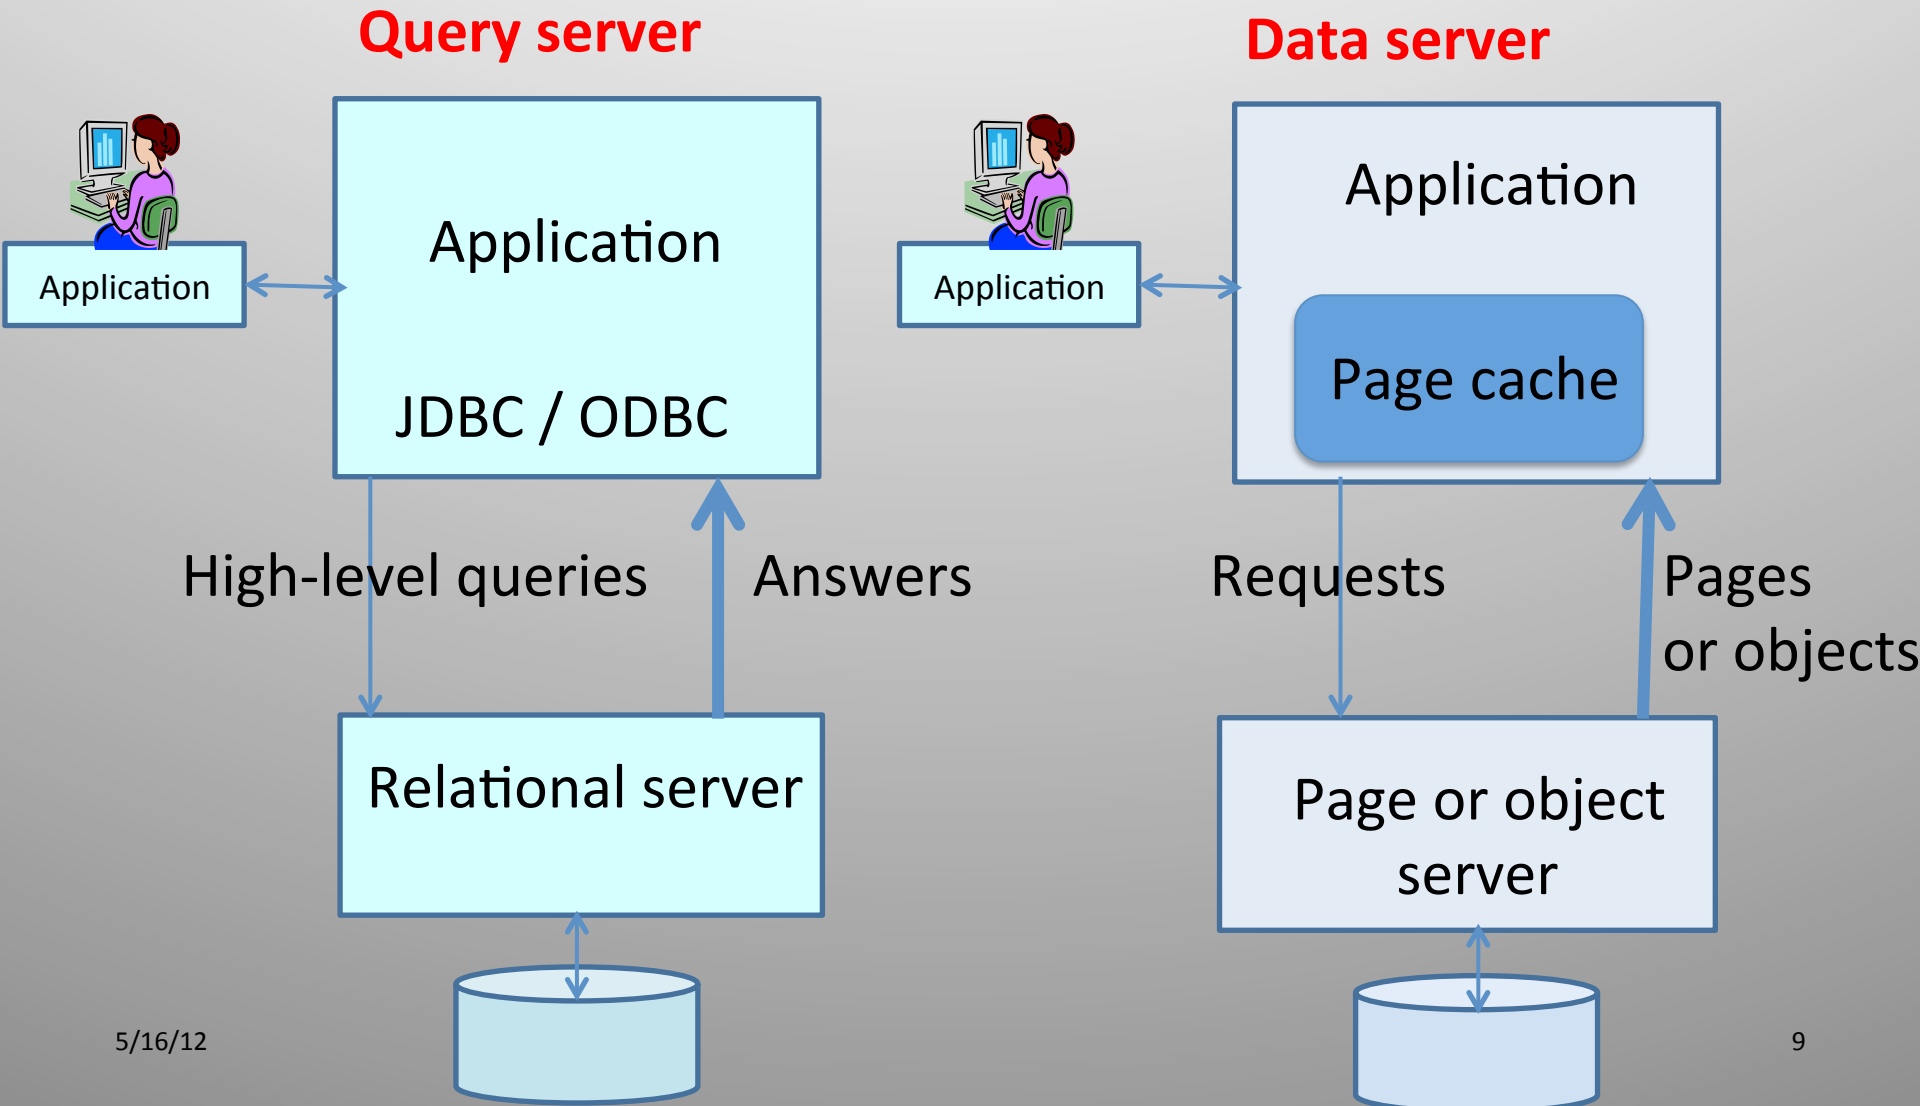 Query server
Application
Application
JDBC / ODBC
High-level queries
Answers
Relational server
Data server
Application
Application
Page cache
Requests
Pages
or objects
Page or object
server
5/16/12
9